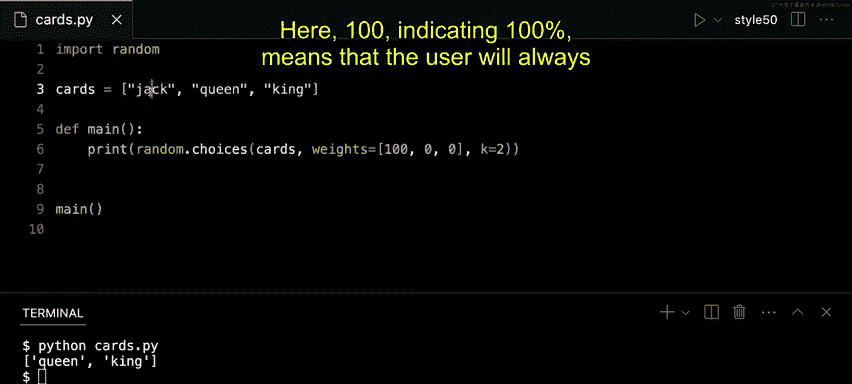 cards.py
style50
Here, 100, indicating 100%,
means that the user will always
1 import random
2
3 cards = ["jack", "queen", "king"]
4
5 def main():
6 print(random.choices(cards, weights=[100, 0, 0], k=2))
7
8
9 main()
10
TERMINAL
$ python cards.py
['queen', 'king']
$